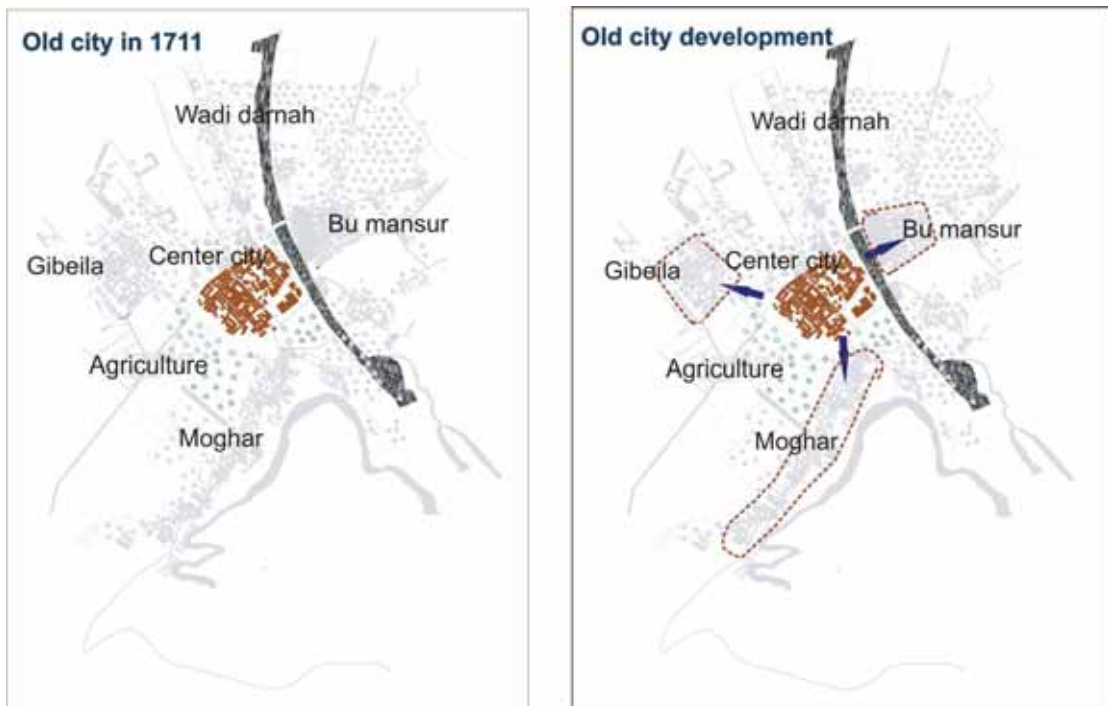 Old city in 1711
Wadi darnah
Bu mansur
Center city
Gibeila
Agriculture
Moghar
Old city development
Wadi darnah
Bu mansur
Center city
Gibeila
Agriculture
Moghar